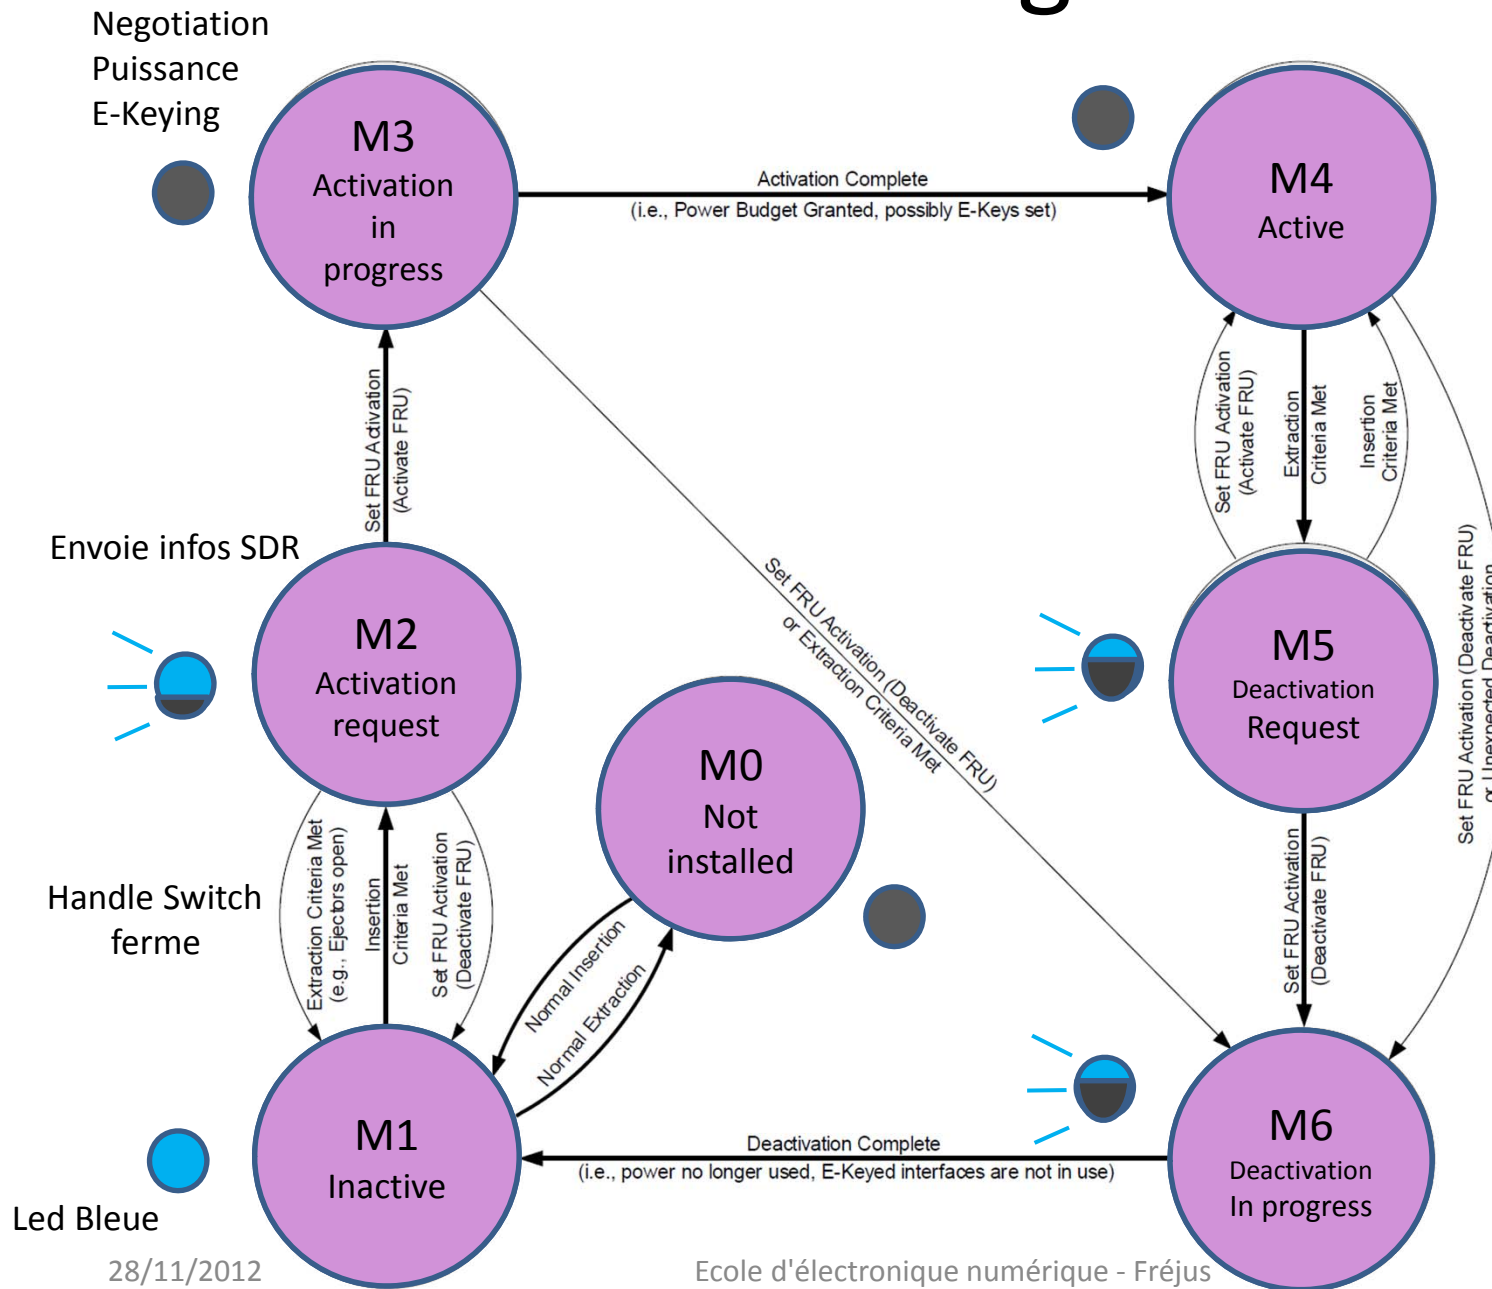 Negotiation
Puissance
E-Keying
M3
Activation
in
progress
Activation Complete
(i.e., Power Budget Granted, possibly E-Keys set)
M4
Active
Set FRU Activation
(Activate FRU)
Set FRU Activation
(Activate FRU)
Extraction
Criteria Met
Insertion
Criteria Met
Envoie infos SDR
M2
Activation
request
Set FRU Activation (Deactivate FRU)
or Extraction Criteria Met
M5
Deactivation
Request
Set FRU Activation (Deactivate FRU)
or Unexpected Deactivation
M0
Not
installed
Handle Switch
ferme
Extraction Criteria Met
(e.g., Ejectors open)
Insertion
Criteria Met
Set FRU Activation
(Deactivate FRU)
Normal Insertion
Normal Extraction
Set FRU Activation
(Deactivate FRU)
M1
Inactive
Led Bleue
Deactivation Complete
(i.e., power no longer used, E-Keyed interfaces are not in use)
M6
Deactivation
In progress
28/11/2012
Ecole d'électronique numérique - Fréjus